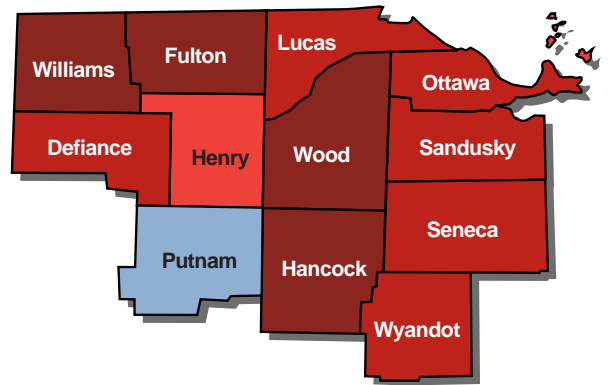 Lucas
Fulton
Williams
Ottawa
Defiance
Henry
Wood
Sandusky
Seneca
Putnam
Hancock
Wyandot